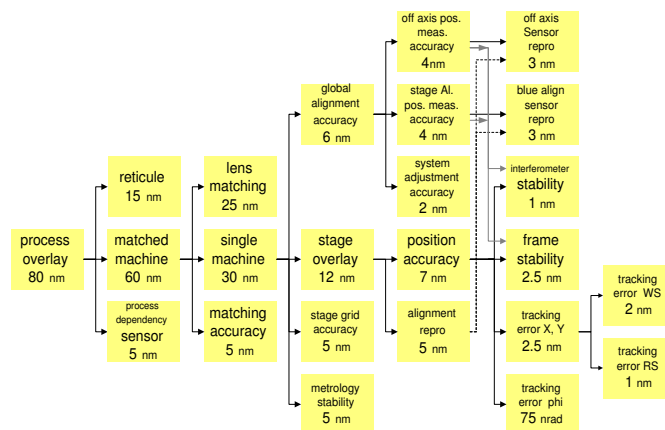 process
overlay
80 nm
reticule
15 nm
matched
machine
60 nm
process
dependency
sensor
5 nm
lens
matching
25 nm
single
machine
30 nm
matching
accuracy
5 nm
global
alignment
accuracy
6 nm
stage
overlay
12 nm
stage grid
accuracy
5 nm
metrology
stability
5 nm
off axis pos.
meas.
accuracy
4nm
stage Al.
pos. meas.
accuracy
4 nm
system
adjustment
accuracy
2 nm
position
accuracy
7 nm
alignment
repro
5 nm
off axis
Sensor
repro
3 nm
blue align
sensor
repro
3 nm
interferometer
stability
1 nm
frame
stability
2.5 nm
tracking
error X, Y
2.5 nm
tracking
error phi
75 nrad
tracking
error WS
2 nm
tracking
error RS
1 nm